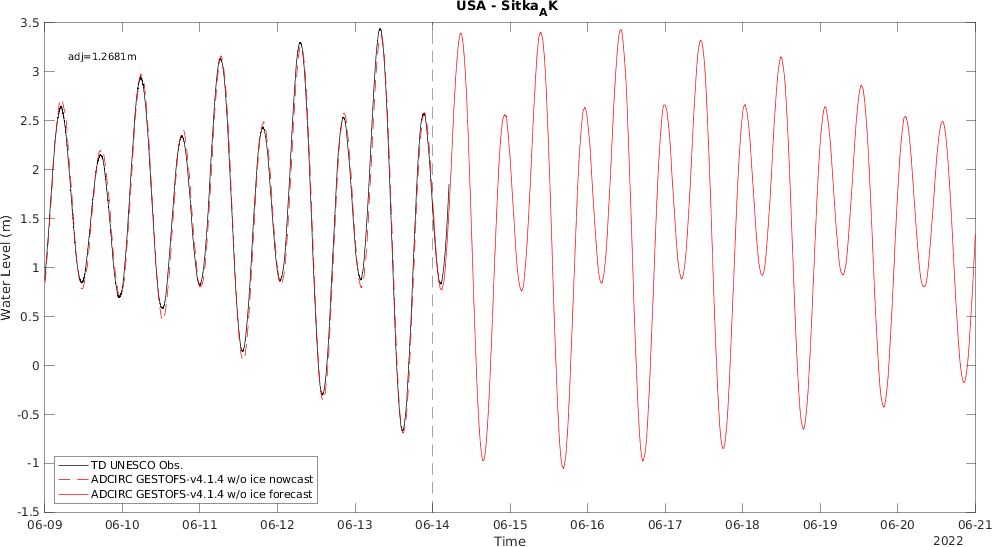 USA - Sitka_AK
3.5
adj=1.2681m
3
2.5
2
1.5
1
0.5
0
-0.5
-1
-1.5
Water Level (m)
TD UNESCO Obs.
ADCIRC GESTOFS-v4.1.4 w/o ice nowcast
ADCIRC GESTOFS-v4.1.4 w/o ice forecast
06-09 06-10 06-11 06-12 06-13 06-14 06-15 06-16 06-17 06-18 06-19 06-20 06-21
Time
2022